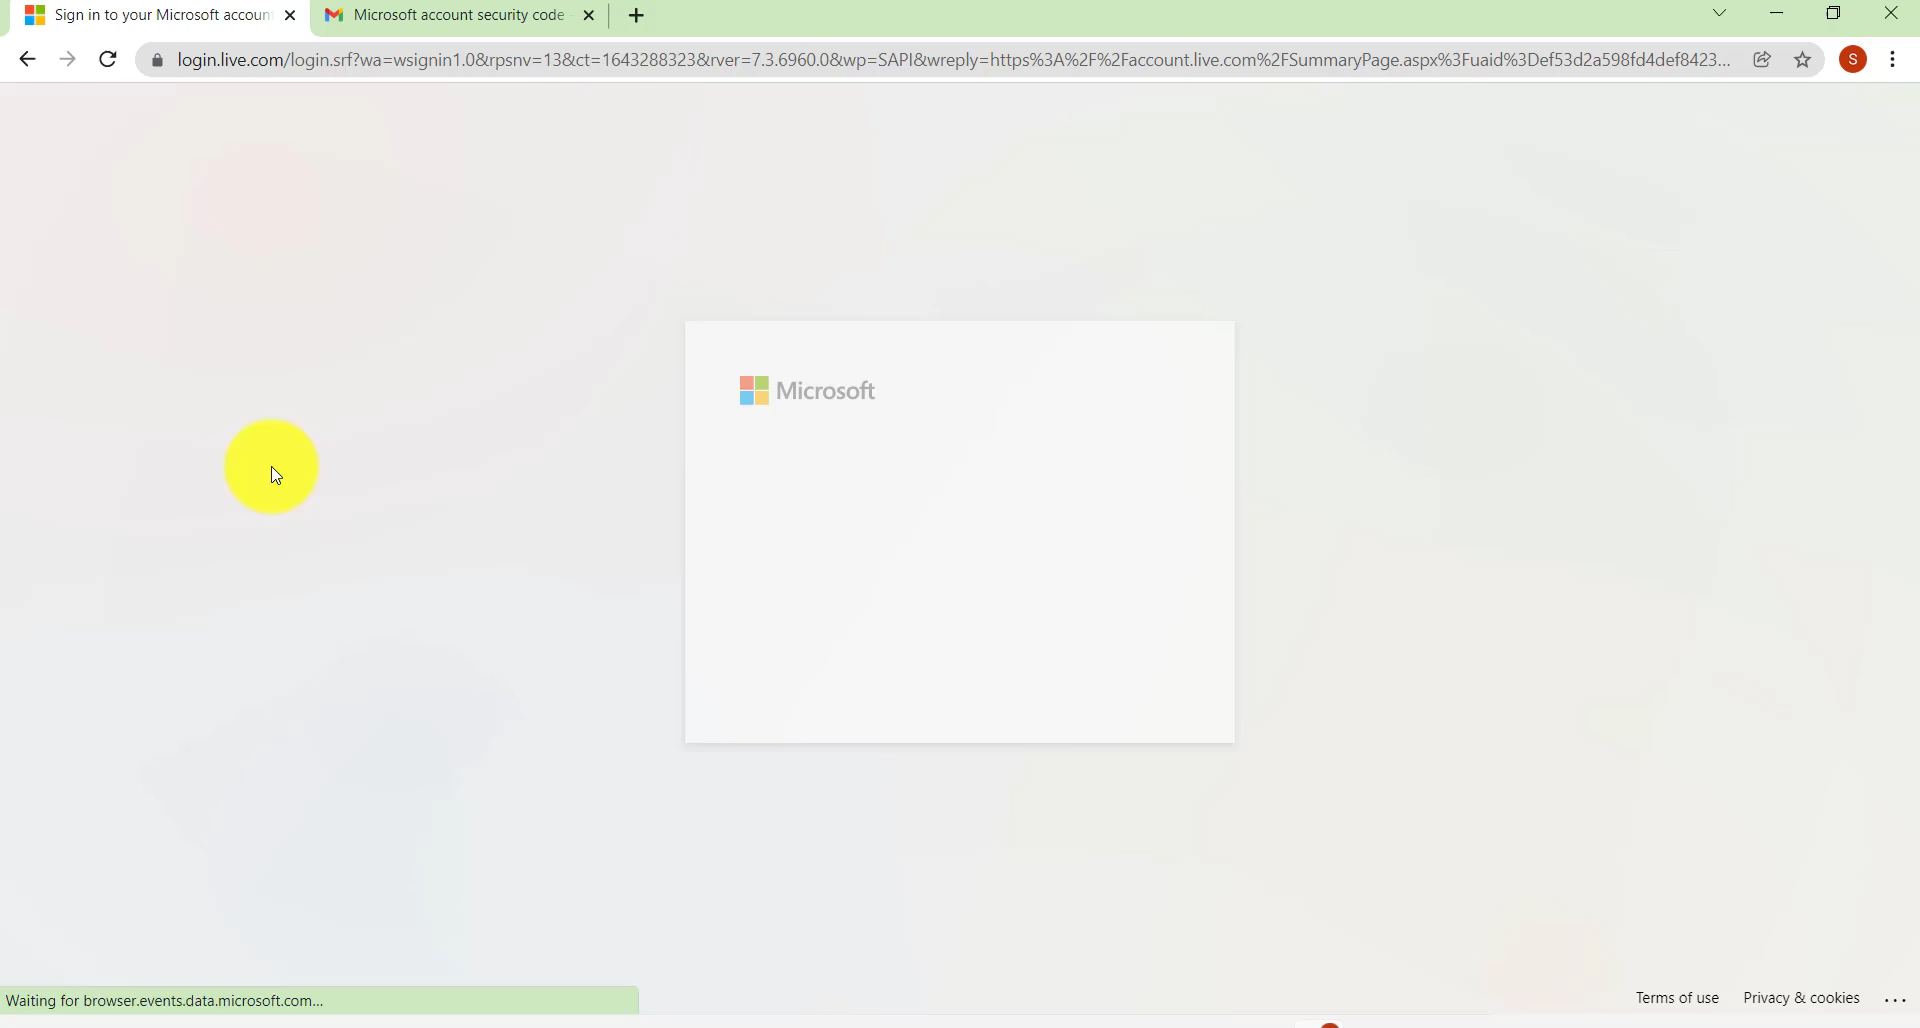 Sign in to your Microsoft accoun
Microsoft account security code
login.live.com/login.srf?wa=wsignin1.0&rpsnv=13&ct=1643288323&rver=7.3.6960.0&wp=SAPI&wreply=https%3A%2F%2Faccount.live.com%2FSummaryPage.aspx%3Fuaid%3Def53d2a598fd4def8423...
S
Microsoft
Waiting for browser.events.data.microsoft.com...
Terms of use
Privacy & cookies